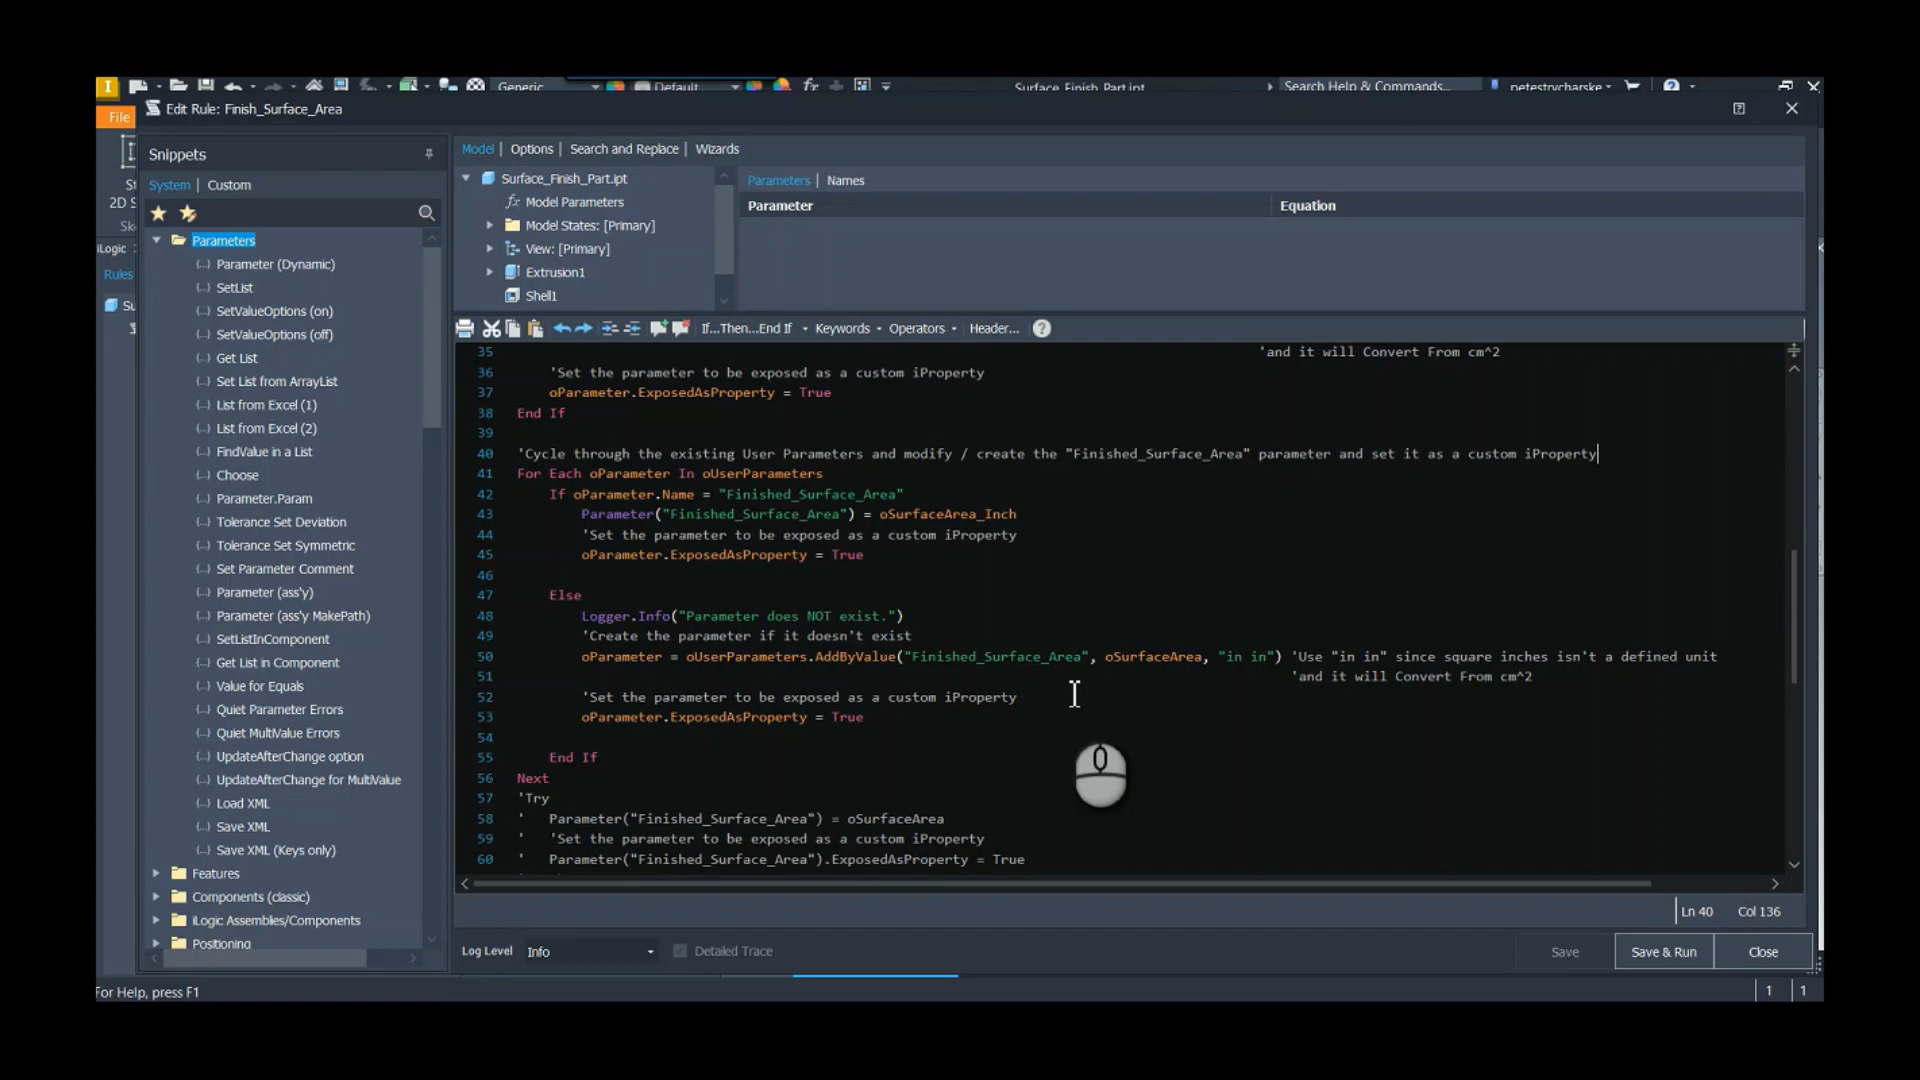 Generic
Default
Surface_Finish_Part.ipt
Search Help & Commands...
petestrycharske
Edit Rule: Finish_Surface_Area
File
2D S
Sk
iLogic
Rules
Su
Snippets
System | Custom
Parameters
Parameter (Dynamic)
SetList
SetValueOptions (on)
SetValueOptions (off)
Get List
Set List from ArrayList
List from Excel (1)
List from Excel (2)
FindValue in a List
Choose
Parameter.Param
Tolerance Set Deviation
Tolerance Set Symmetric
Set Parameter Comment
Parameter (ass'y)
Parameter (ass'y MakePath)
SetListInComponent
Get List in Component
Value for Equals
Quiet Parameter Errors
Quiet MultiValue Errors
UpdateAfterChange option
UpdateAfterChange for MultiValue
Load XML
Save XML
Save XML (Keys only)
Features
Components (classic)
iLogic Assembles/Components
Positioning
Model | Options | Search and Replace | Wizards
Surface_Finish_Part.ipt
fx Model Parameters
Model States: [Primary]
View: [Primary]
Extrusion1
Shell1
Parameters | Names
Parameter Equation
If...Then...End If Keywords Operators Header...
35 'and it will Convert From cm^2
36 'Set the parameter to be exposed as a custom iProperty
37 oParameter.ExposedAsProperty = True
38 End If
39
40 'Cycle through the existing User Parameters and modify / create the "Finished_Surface_Area" parameter and set it as a custom iProperty
41 For Each oParameter In oUserParameters
42 If oParameter.Name = "Finished_Surface_Area"
43 Parameter("Finished_Surface_Area") = oSurfaceArea_Inch
44 'Set the parameter to be exposed as a custom iProperty
45 oParameter.ExposedAsProperty = True
46
47 Else
48 Logger.Info("Parameter does NOT exist.")
49 'Create the parameter if it doesn't exist
50 oParameter = oUserParameters.AddByValue("Finished_Surface_Area", oSurfaceArea, "in in") 'Use "in in" since square inches isn't a defined unit
51 'and it will Convert From cm^2
52 'Set the parameter to be exposed as a custom iProperty
53 oParameter.ExposedAsProperty = True
54
55 End If
56 Next
57 'Try
58 ' Parameter("Finished_Surface_Area") = oSurfaceArea
59 ' 'Set the parameter to be exposed as a custom iProperty
60 ' Parameter("Finished_Surface_Area").ExposedAsProperty = True
Ln 40 Col 136
Log Level Info Detailed Trace
Save Save & Run Close
For Help, press F1
1 1